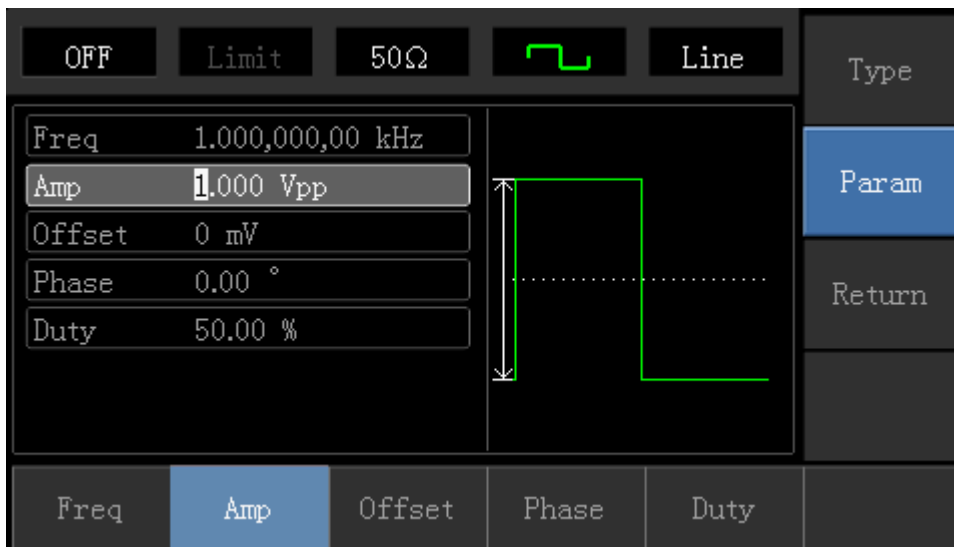 OFF Limit 50Ω Line
Type
Freq 1.000,000,00 kHz
Amp 1.000 Vpp
Param
Offset 0 mV
Phase 0.00 °
Return
Duty 50.00 %
Freq Amp Offset Phase Duty